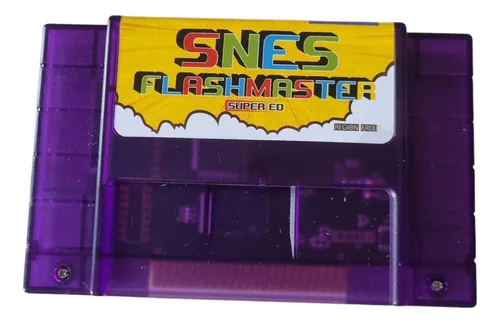 SNES
FLASHMASTER
SUPER ED
REGION FREE